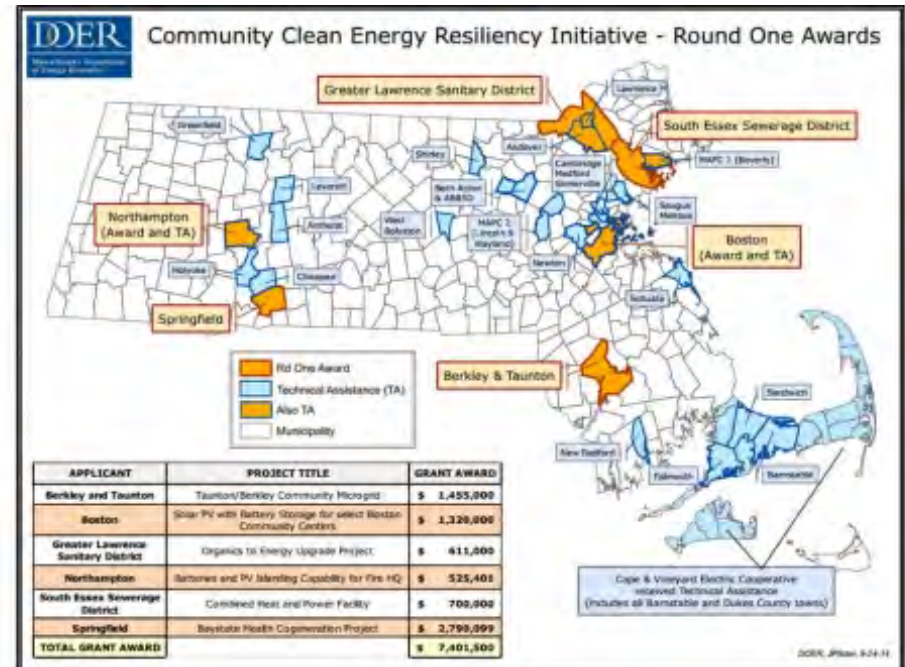 DOER
Massachusetts Department
of Energy Resources
Community Clean Energy Resiliency Initiative - Round One Awards
Greater Lawrence Sanitary District
Lawrence
South Essex Sewerage District
Greenfield
Shirley
Andover
Cambridge
Medford
Somerville
MAPC 1 (Beverly)
Leverett
Both Acton
& ABRSD
Saugus
Melrose
Northampton
(Award and TA)
Amherst
West
Boylston
MAPC 2
(Lincoln &
Wayland)
Boston
(Award and TA)
Holyoke
Chicopee
Newton
Scituate
Springfield
Rd One Award
Technical Assistance (TA)
Also TA
Municipality
Berkley & Taunton
Sandwich
New Bedford
Falmouth
Barnstable
APPLICANT PROJECT TITLE GRANT AWARD
Berkley and Taunton Taunton/Berkley Community Microgrid $ 1,455,000
Boston Solar PV with Battery Storage for select Boston Community Centers $ 1,320,000
Greater Lawrence Sanitary District Organics to Energy Upgrade Project $ 611,000
Northampton Batteries and PV Islanding Capability for Fire HQ $ 525,401
South Essex Sewerage District Combined Heat and Power Facility $ 700,000
Springfield Baystate Health Cogeneration Project $ 2,790,099
TOTAL GRANT AWARD $ 7,401,500
Cape & Vineyard Electric Cooperative
received Technical Assistance
(includes all Barnstable and Dukes County towns)